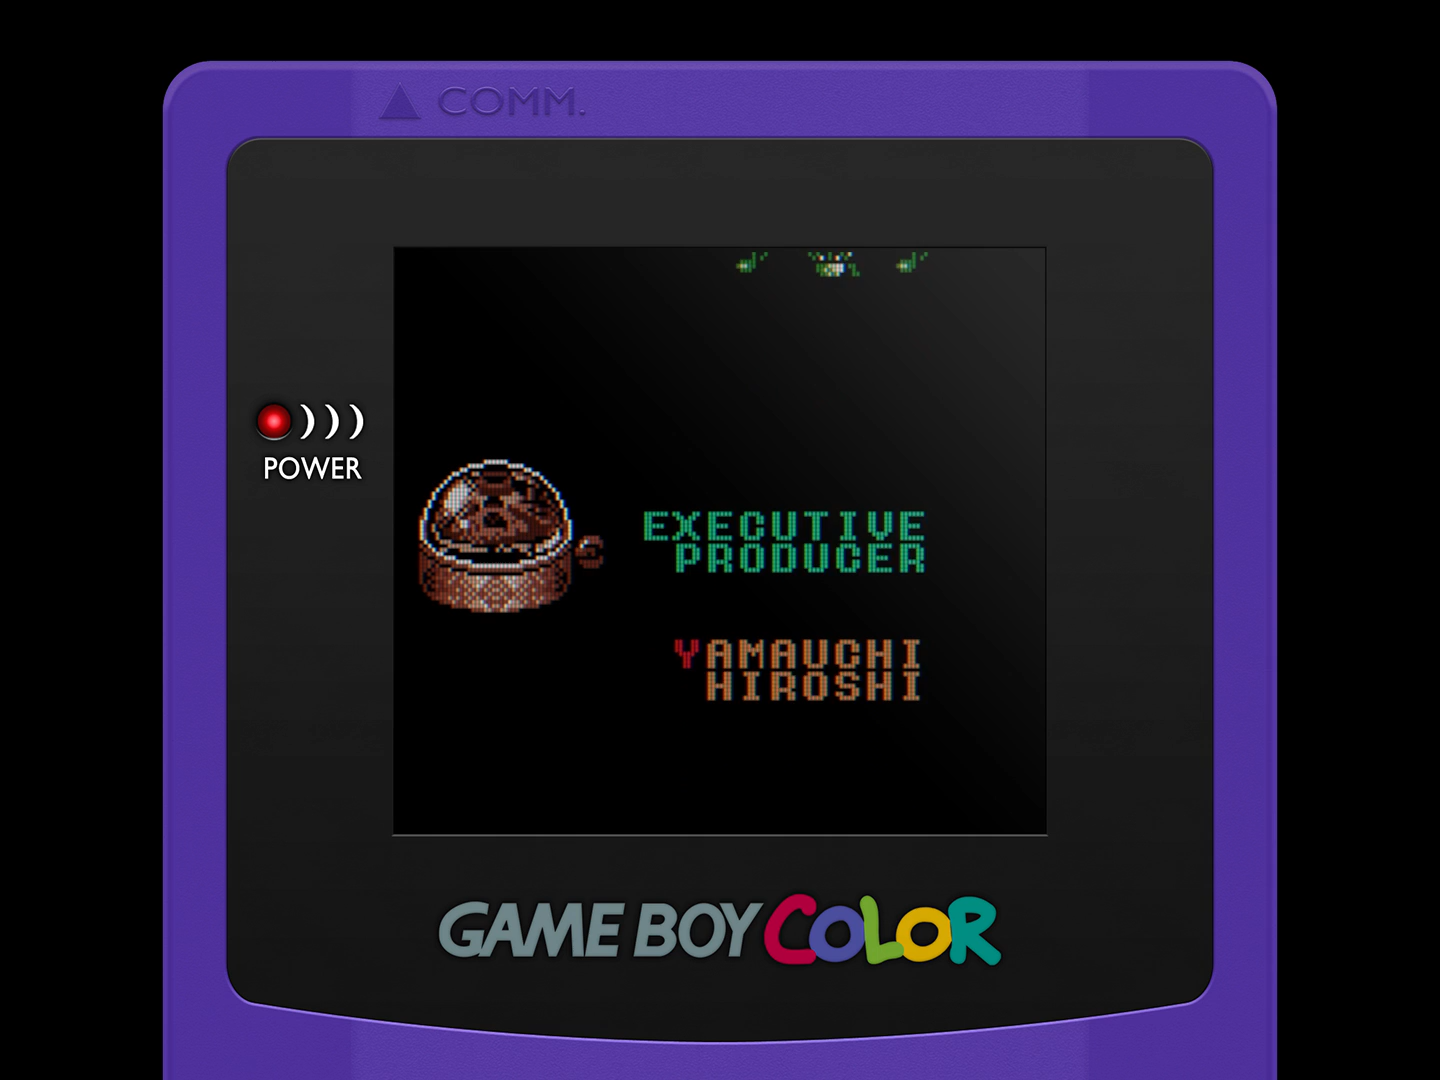 COMM.
POWER
EXECUTIVE
PRODUCER
YAMAUCHI
HIROSHI
GAME BOY COLOR